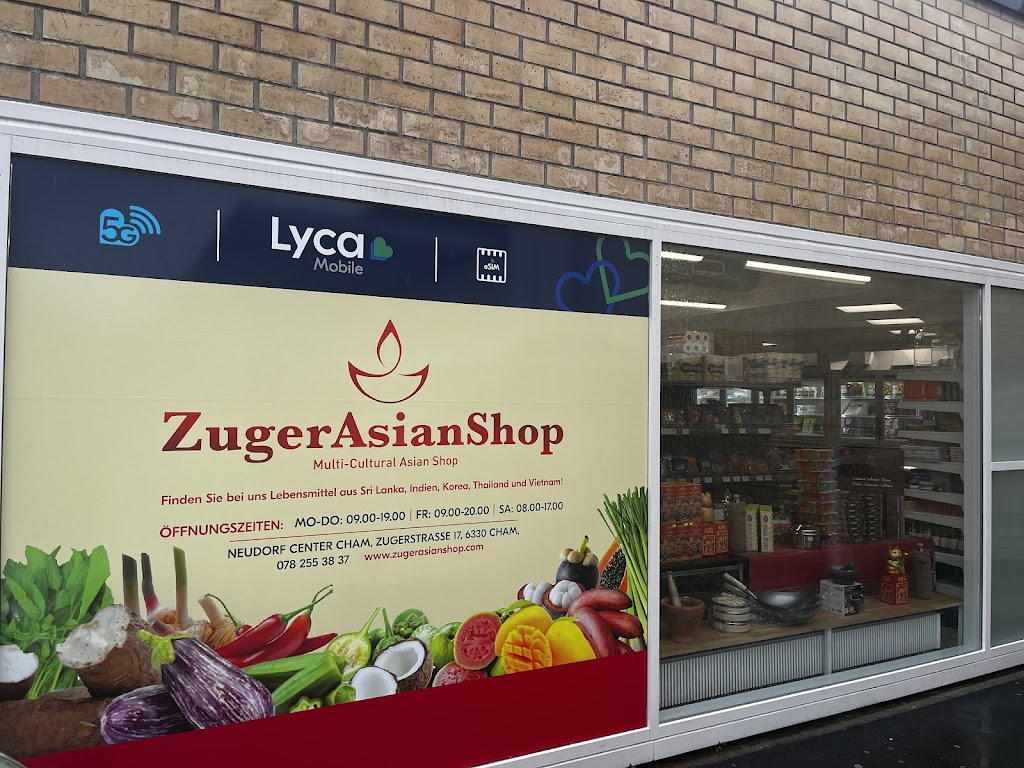 5G
Lyca
Mobile
eSIM
ZugerAsianShop
Multi-Cultural Asian Shop
Finden Sie bei uns Lebensmittel aus Sri Lanka, Indien, Korea, Thailand und Vietnam!
ÖFFNUNGSZEITEN: MO-DO: 09.00-19.00 | FR: 09.00-20.00 | SA: 08.00-17.00
NEUDORF CENTER CHAM, ZUGERSTRASSE 17, 6330 CHAM,
078 255 38 37 www.zugerasianshop.com